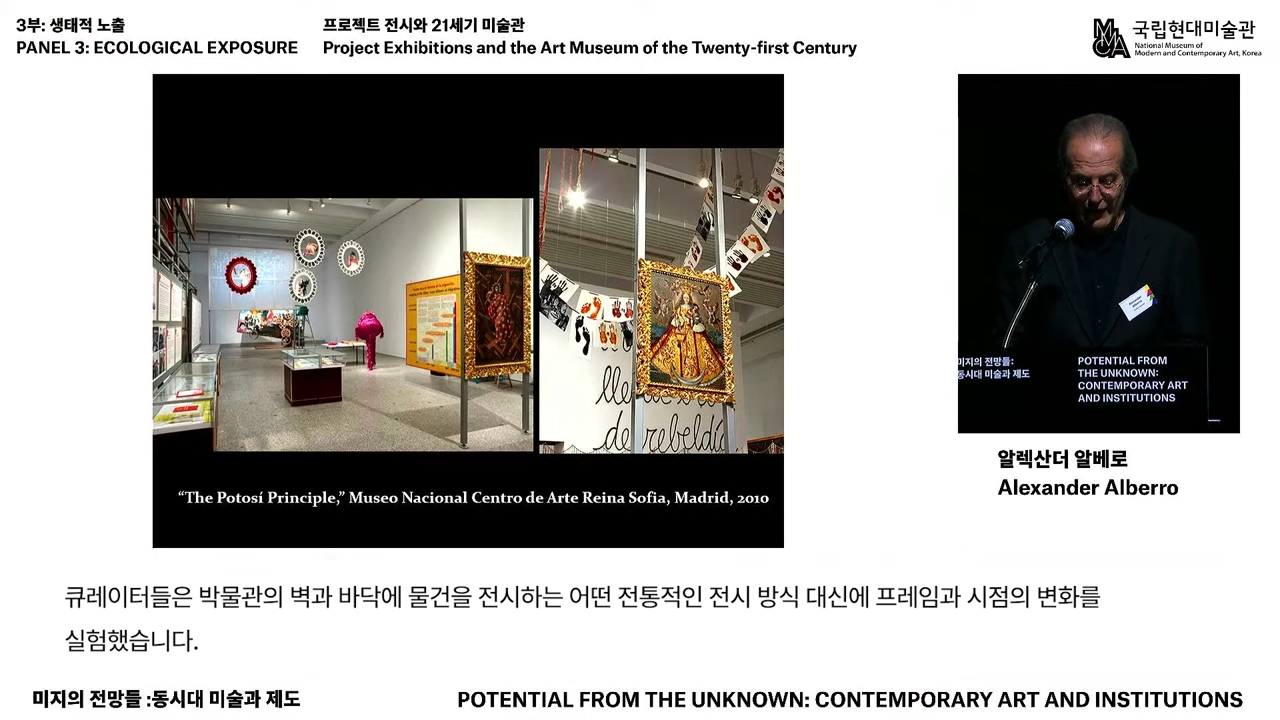 3부: 생태적 노출
PANEL 3: ECOLOGICAL EXPOSURE
프로젝트 전시와 21세기 미술관
Project Exhibitions and the Art Museum of the Twenty-first Century
MMCA
국립현대미술관
National Museum of
Modern and Contemporary Art, Korea
de rebeldía
“The Potosí Principle,” Museo Nacional Centro de Arte Reina Sofia, Madrid, 2010
Alexander
Alberro
미지의 전망들:
동시대 미술과 제도
POTENTIAL FROM
THE UNKNOWN:
CONTEMPORARY ART
AND INSTITUTIONS
알렉산더 알베로
Alexander Alberro
큐레이터들은 박물관의 벽과 바닥에 물건을 전시하는 어떤 전통적인 전시 방식 대신에 프레임과 시점의 변화를
실험했습니다.
미지의 전망들 :동시대 미술과 제도
POTENTIAL FROM THE UNKNOWN: CONTEMPORARY ART AND INSTITUTIONS